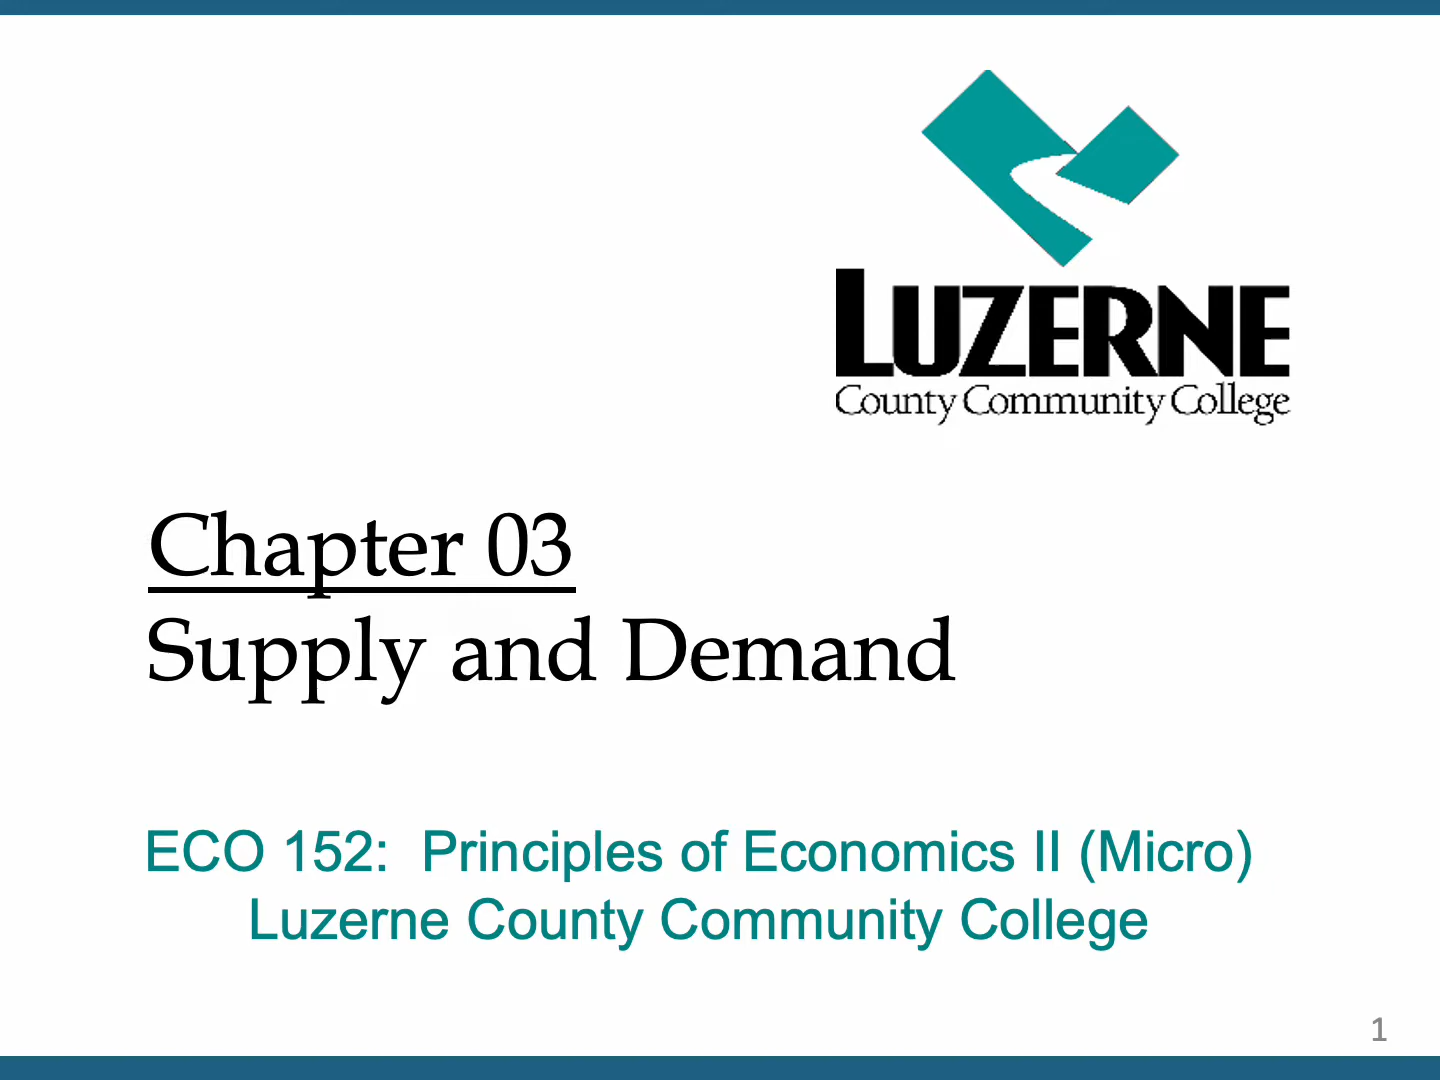 LUZERNE
County Community College
Chapter 03
Supply and Demand
ECO 152:  Principles of Economics II (Micro)
Luzerne County Community College
1